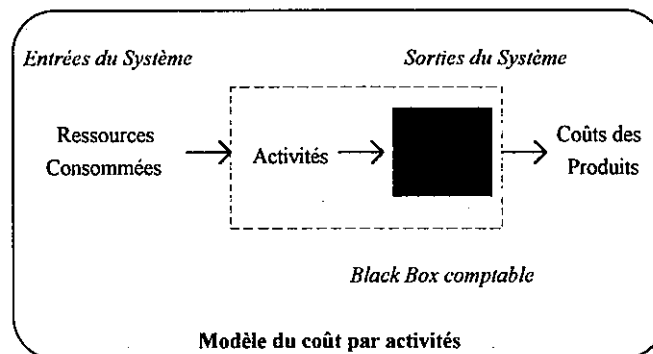 Entrées du Système
Sorties du Système
Ressources
Consommées
Activités
Coûts des
Produits
Black Box comptable
Modèle du coût par activités